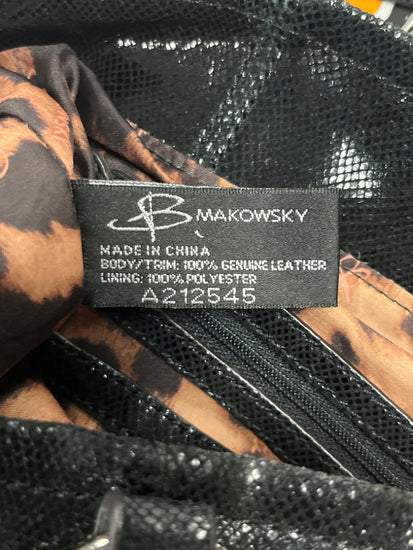 B MAKOWSKY
MADE IN CHINA
BODY/TRIM: 100% GENUINE LEATHER
LINING: 100% POLYESTER
A212545